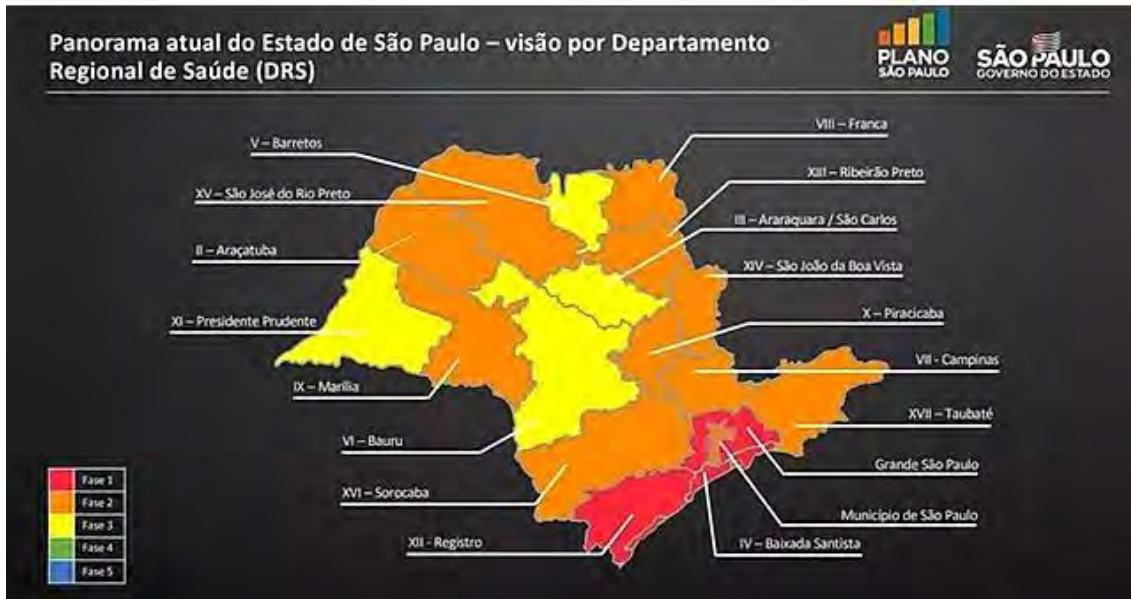 Panorama atual do Estado de São Paulo – visão por Departamento
Regional de Saúde (DRS)
PLANO
SÃO PAULO
SÃO PAULO
GOVERNO DO ESTADO
VIII – Franca
V – Barretos
XIII – Ribeirão Preto
XV – São José do Rio Preto
III – Araraquara / São Carlos
II – Araçatuba
XIV – São João da Boa Vista
X – Piracicaba
XI – Presidente Prudente
VII - Campinas
IX – Marília
XVII – Taubaté
VI – Bauru
Grande São Paulo
XVI – Sorocaba
Município de São Paulo
XII - Registro
IV – Baixada Santista
Fase 1
Fase 2
Fase 3
Fase 4
Fase 5